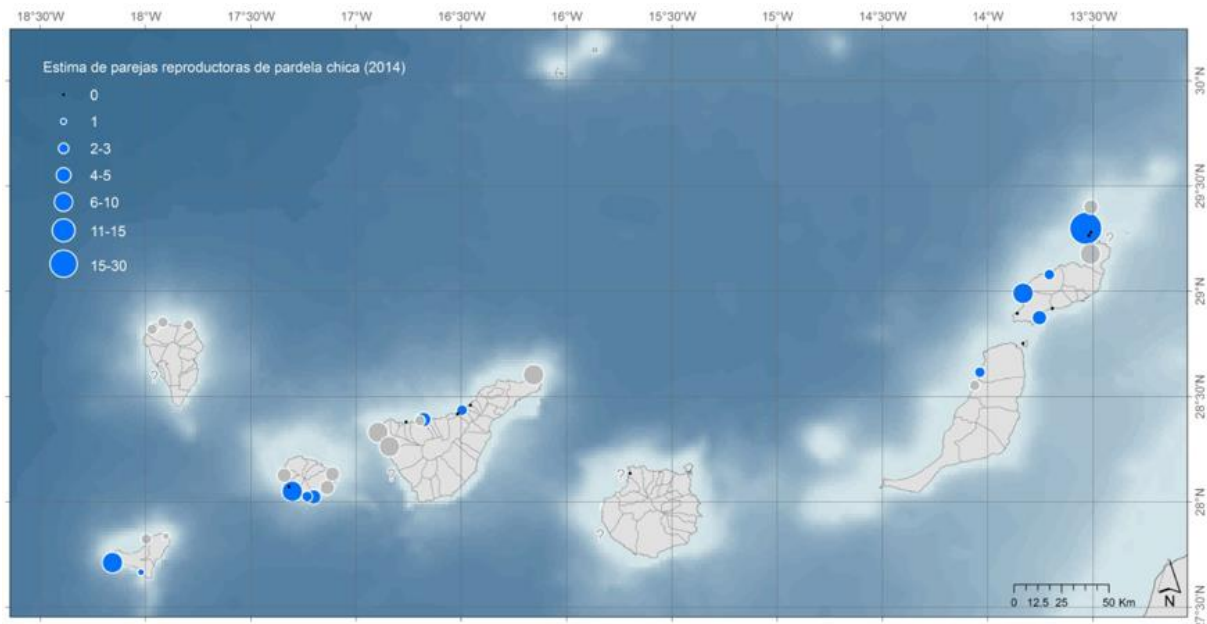 18°30'W 18°W 17°30'W 17°W 16°30'W 16°W 15°30'W 15°W 14°30'W 14°W 13°30'W
Estima de parejas reproductoras de pardela chica (2014)
0
1
2-3
4-5
6-10
11-15
15-30
30°N
29°30'N
29°N
28°30'N
28°N
27°30'N
?
?
?
?
?
?
0 12.5 25 50 Km
N